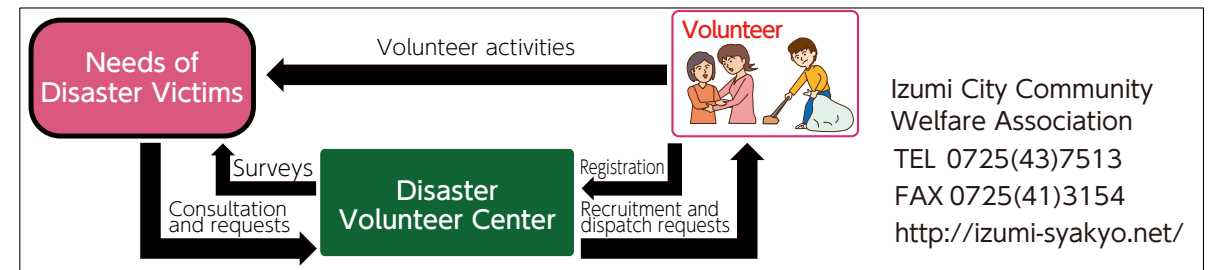 Needs of
Disaster Victims
Volunteer activities
Volunteer
Surveys
Consultation
and requests
Disaster
Volunteer Center
Registration
Recruitment and
dispatch requests
Izumi City Community
Welfare Association
TEL 0725(43)7513
FAX 0725(41)3154
http://izumi-syakyo.net/